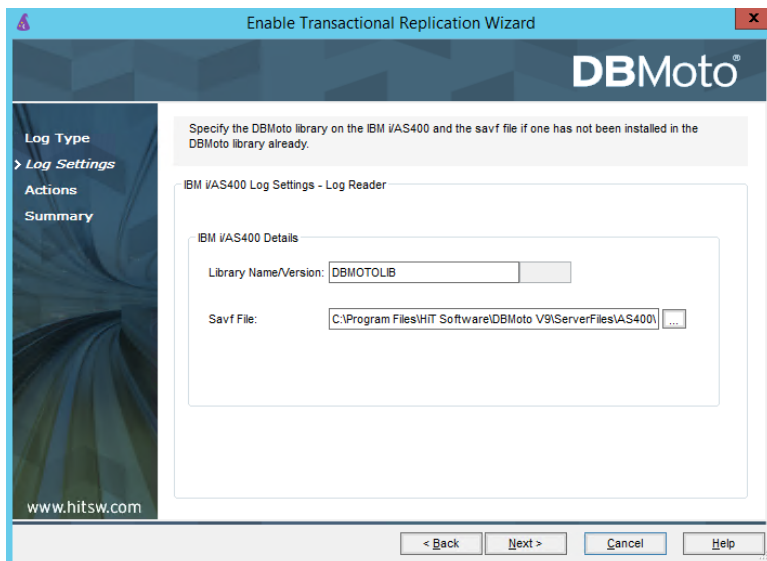 Enable Transactional Replication Wizard
x
DBMoto®
Log Type
> Log Settings
Actions
Summary
Specify the DBMoto library on the IBM i/AS400 and the savf file if one has not been installed in the
DBMoto library already.
IBM i/AS400 Log Settings - Log Reader
IBM i/AS400 Details
Library Name/Version: DBMOTOLIB
Savf File: C:\Program Files\HiT Software\DBMoto V9\ServerFiles\AS400\ ...
www.hitsw.com
< Back Next > Cancel Help